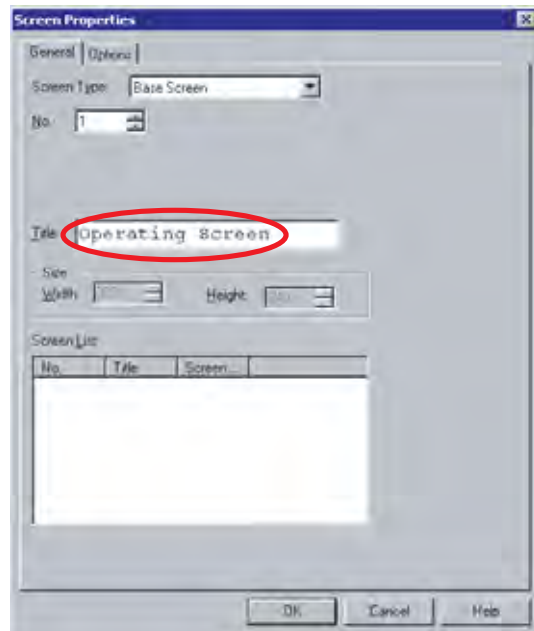 Screen Properties
General Options
Screen Type: Base Screen
No. 1
Title Operating Screen
Size
Width Height
Screen List
No. Title Screen...
OK Cancel Help